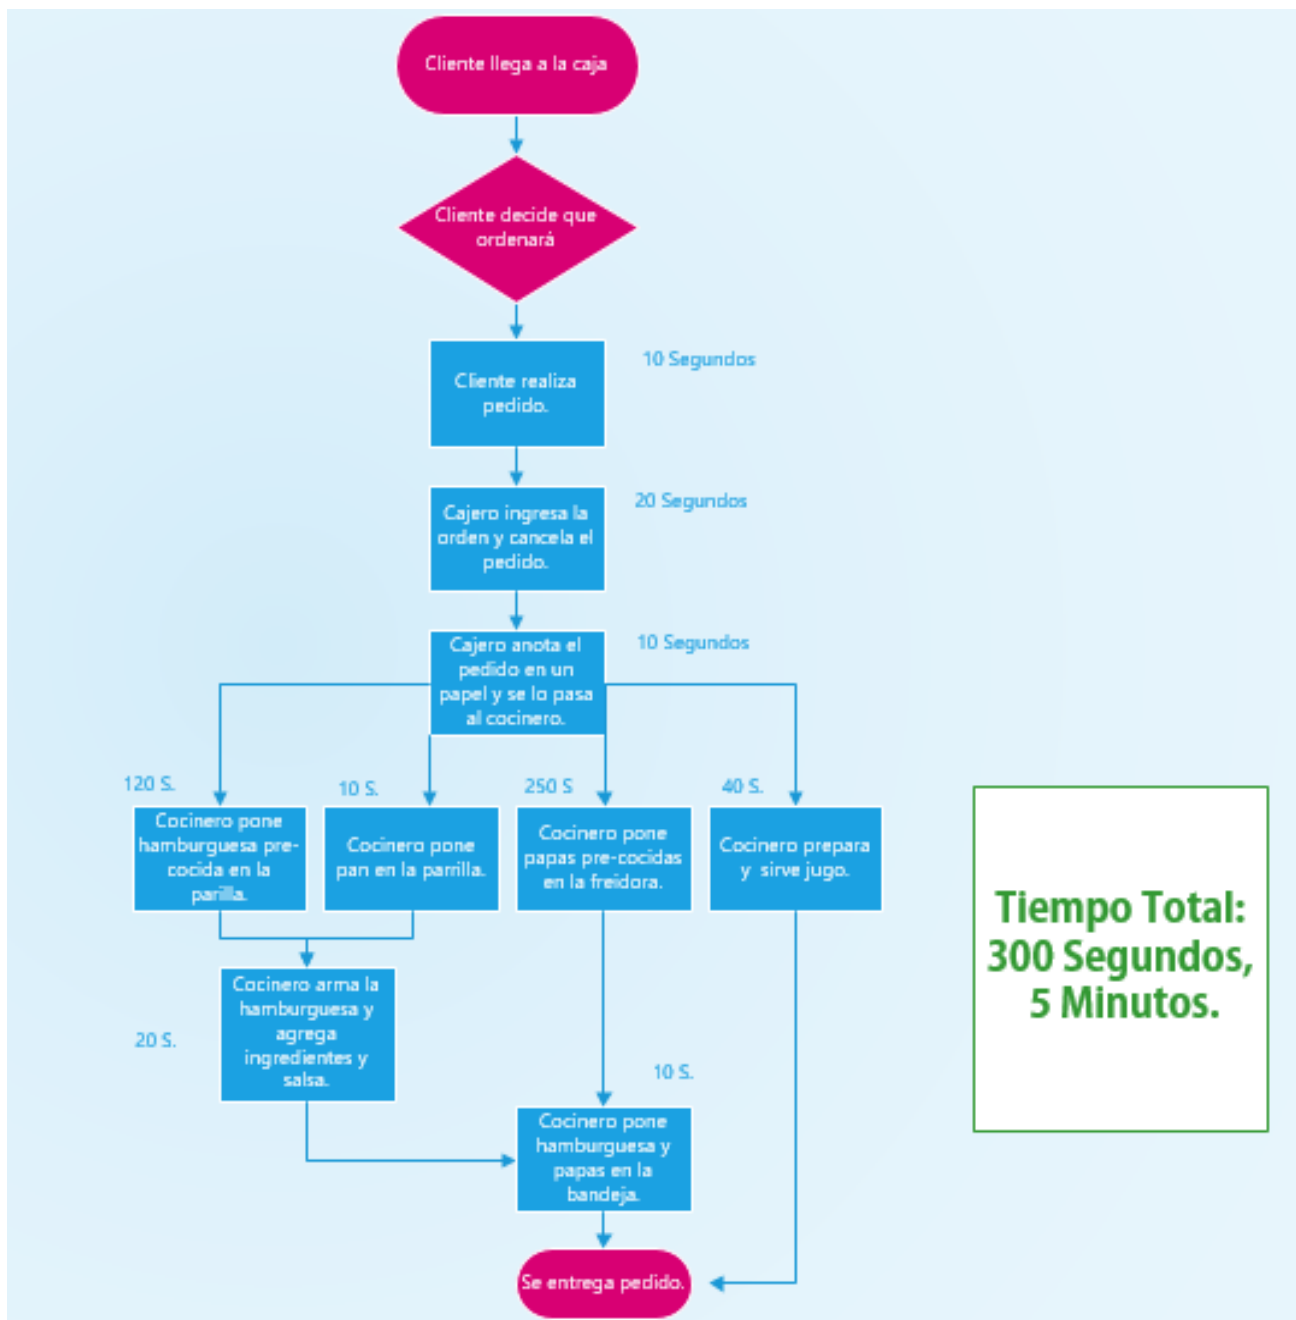 Cliente llega a la caja
Cliente decide que
ordenará
10 Segundos
Cliente realiza
pedido.
20 Segundos
Cajero ingresa la
orden y cancela el
pedido.
10 Segundos
Cajero anota el
pedido en un
papel y se lo pasa
al cocinero.
120 S.
10 S.
250 S
40 S.
Cocinero pone
hamburguesa pre-
cocida en la
parilla.
Cocinero pone
pan en la parrilla.
Cocinero pone
papas pre-cocidas
en la freidora.
Cocinero prepara
y sirve jugo.
Tiempo Total:
300 Segundos,
5 Minutos.
Cocinero arma la
hamburguesa y
agrega
ingredientes y
salsa.
20 S.
10 S.
Cocinero pone
hamburguesa y
papas en la
bandeja.
Se entrega pedido.